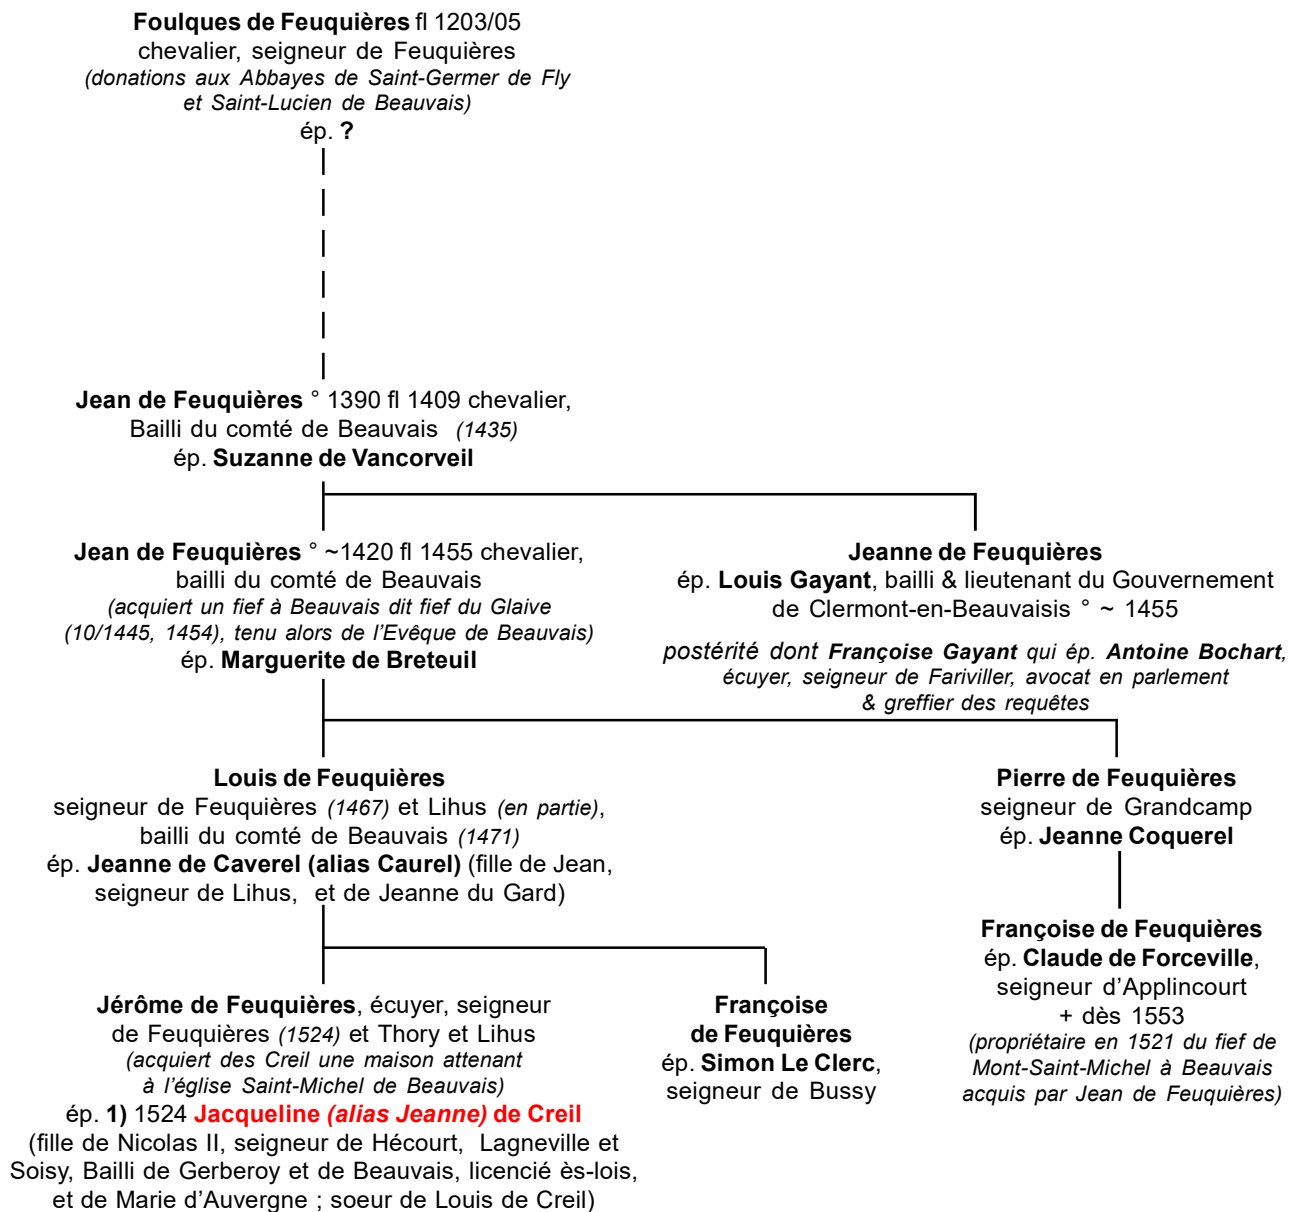 Foulques de Feuquières fl 1203/05
chevalier, seigneur de Feuquières
(donations aux Abbayes de Saint-Germer de Fly
et Saint-Lucien de Beauvais)
ép. ?
Jean de Feuquières ° 1390 fl 1409 chevalier,
Bailli du comté de Beauvais (1435)
ép. Suzanne de Vancorveil
Jean de Feuquières ° ~1420 fl 1455 chevalier,
bailli du comté de Beauvais
(acquiert un fief à Beauvais dit fief du Glaive
(10/1445, 1454), tenu alors de l'Evêque de Beauvais)
ép. Marguerite de Breteuil
Jeanne de Feuquières
ép. Louis Gayant, bailli & lieutenant du Gouvernement
de Clermont-en-Beauvaisis ° ~ 1455
postérité dont Françoise Gayant qui ép. Antoine Bochart,
écuyer, seigneur de Fariviller, avocat en parlement
& greffier des requêtes
Louis de Feuquières
seigneur de Feuquières (1467) et Lihus (en partie),
bailli du comté de Beauvais (1471)
ép. Jeanne de Caverel (alias Caurel) (fille de Jean,
seigneur de Lihus, et de Jeanne du Gard)
Pierre de Feuquières
seigneur de Grandcamp
ép. Jeanne Coquerel
Jérôme de Feuquières, écuyer, seigneur
de Feuquières (1524) et Thory et Lihus
(acquiert des Creil une maison attenant
à l'église Saint-Michel de Beauvais)
ép. 1) 1524 Jacqueline (alias Jeanne) de Creil
(fille de Nicolas II, seigneur de Hécourt, Lagneville et
Soisy, Bailli de Gerberoy et de Beauvais, licencié ès-lois,
et de Marie d'Auvergne ; soeur de Louis de Creil)
Françoise
de Feuquières
ép. Simon Le Clerc,
seigneur de Bussy
Françoise de Feuquières
ép. Claude de Forceville,
seigneur d'Applincourt
+ dès 1553
(propriétaire en 1521 du fief de
Mont-Saint-Michel à Beauvais
acquis par Jean de Feuquières)